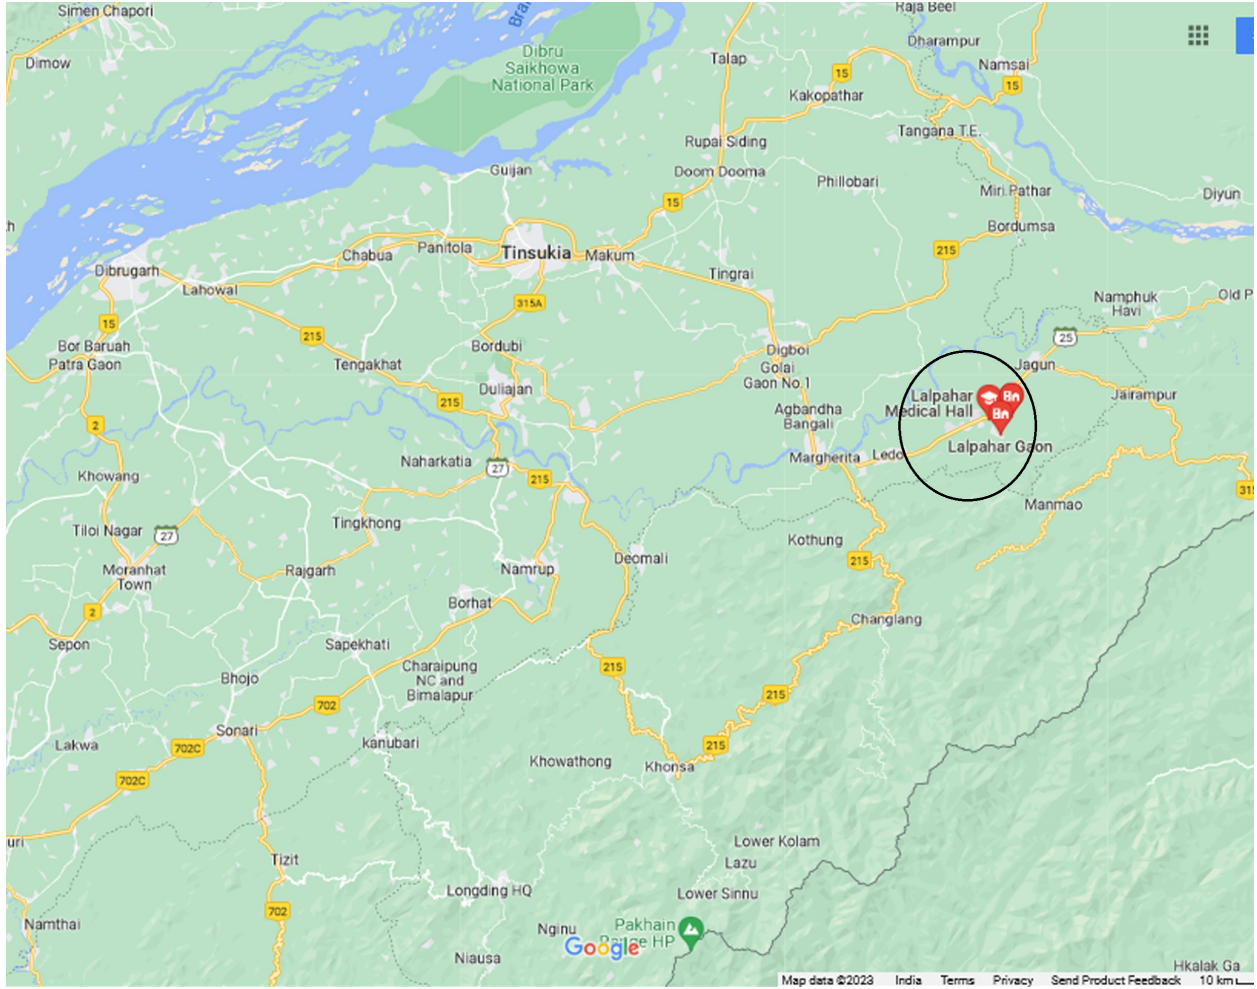 Simen Chapori
Raja Beel
Dimow
Dibru
Saikhowa
National Park
Talap
Dharampur
Namsai
15
15
Kakopathar
Rupai Siding
Tangana T.E.
Guijan
Doom Dooma
Phillobari
Miri Pathar
Diyun
15
Bordumsa
Chabua
Panitola
Tinsukia
Makum
215
Dibrugarh
Tingrai
Lahowal
315A
Namphuk
Havi
Old P
15
215
Bor Baruah
Patra Gaon
Bordubi
Digboi
Golai
Gaon No.1
25
Jagun
Tengakhat
Duliajan
215
Lalpahar
Medical Hall
Jairampur
2
Agbandha
Bangali
Lalpahar Gaon
Khowang
Naharkatia
27
215
Margherita
Ledo
315
Manmao
Tiloi Nagar
27
Tingkhong
Kothung
215
Moranhat
Town
Rajgarh
Namrup
Deomali
2
Borhat
Changlang
Sepon
Sapekhati
Charaipung
NC and
Bimalapur
215
215
Bhojo
702
Sonari
702C
Lakwa
kanubari
215
702C
Khowathong
Khonsa
uri
Tizit
Lower Kolam
Lazu
Longding HQ
Lower Sinnu
702
Namthai
Nginu
Pakhain
Range HP
Google
Niausa
Hkalak Ga
Map data ©2023 India Terms Privacy Send Product Feedback 10 km